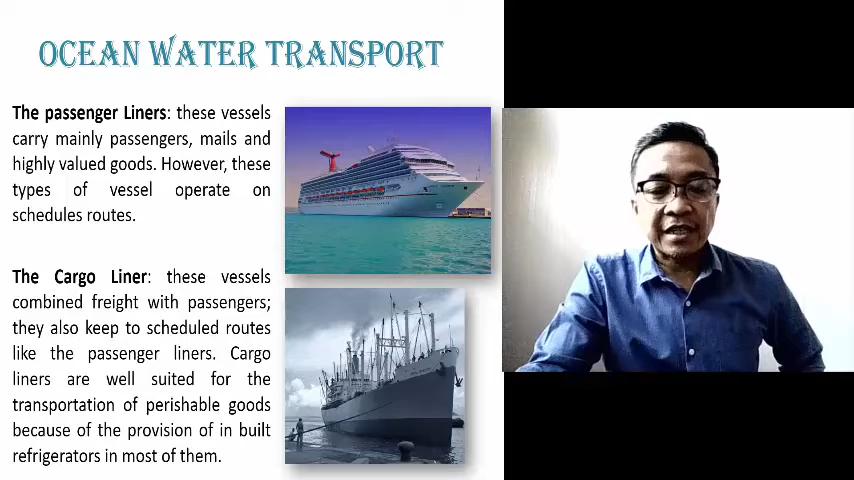 OCEAN WATER TRANSPORT
The passenger Liners: these vessels
carry mainly passengers, mails and
highly valued goods. However, these
types of vessel operate on
schedules routes.
The Cargo Liner: these vessels
combined freight with passengers;
they also keep to scheduled routes
like the passenger liners. Cargo
liners are well suited for the
transportation of perishable goods
because of the provision of in built
refrigerators in most of them.